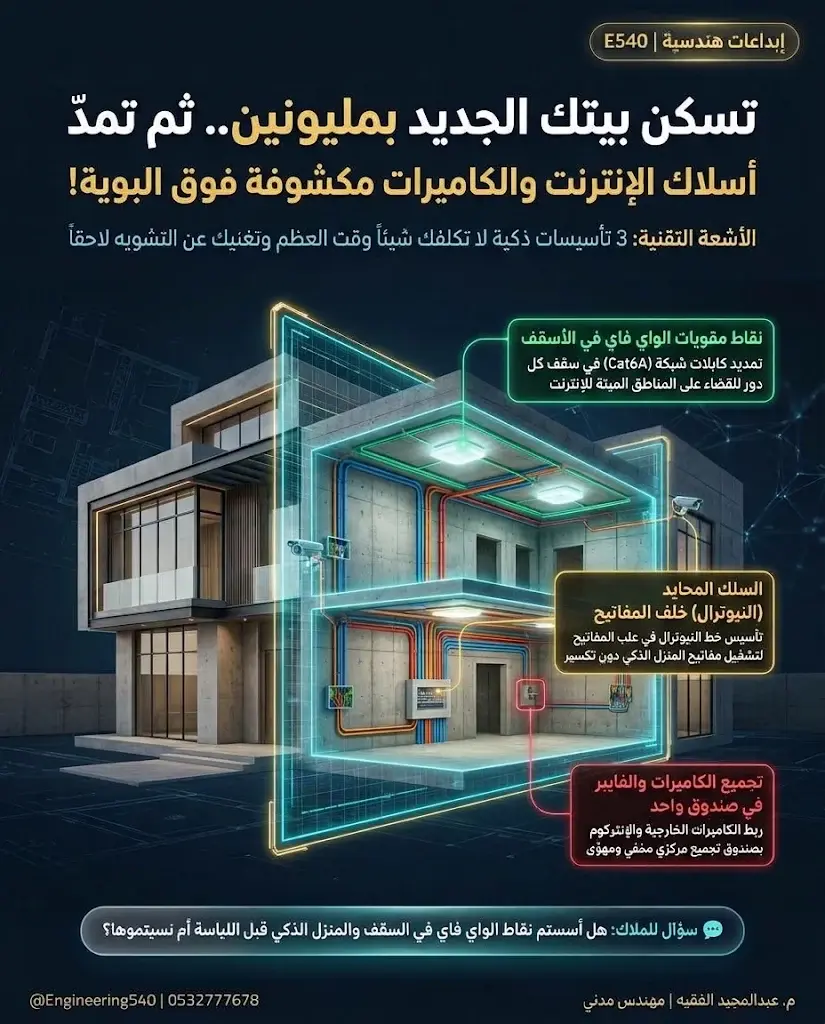 إبداعات هندسية | E540
تسكن بيتك الجديد بمليونين.. ثم تمدّ
أسلاك الإنترنت والكاميرات مكشوفة فوق البوية!
الأشعة التقنية: 3 تأسيسات ذكية لا تكلفك شيئاً وقت العظم وتغنيك عن التشويه لاحقاً
نقاط مقويات الواي فاي في الأسقف
تمديد كابلات شبكة (Cat6A) في سقف كل
دور للقضاء على المناطق الميتة للإنترنت
السلك المحايد
(النيوترال) خلف المفاتيح
تأسيس خط النيوترال في علب المفاتيح
لتشغيل مفاتيح المنزل الذكي دون تكسير
تجميع الكاميرات والفايبر
في صندوق واحد
ربط الكاميرات الخارجية والإنتركوم
بصندوق تجميع مركزي مخفي ومهوّى
سؤال للملاك: هل أسستم نقاط الواي فاي في السقف والمنزل الذكي قبل اللياسة أم نسيتموها؟
م. عبدالمجيد الفقيه | مهندس مدني
@Engineering540 | 0532777678